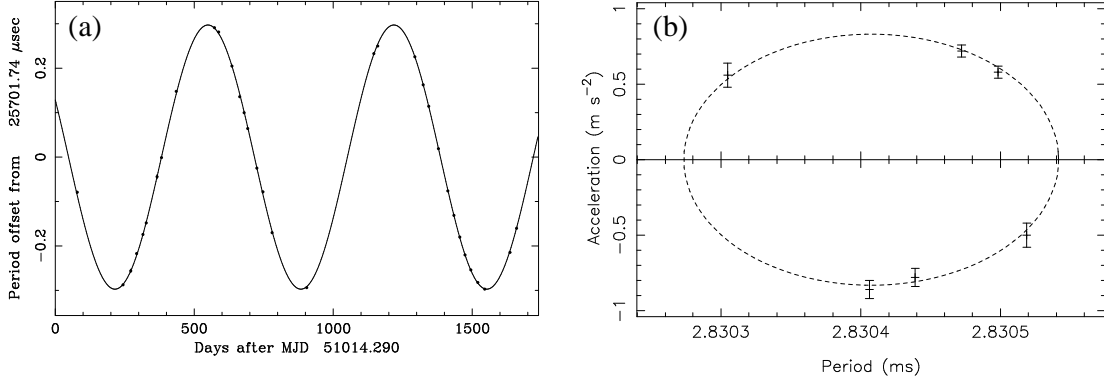 (a)
Period offset from 25701.74 μsec
0.2
0
−0.2
0 500 1000 1500
Days after MJD 51014.290
(b)
Acceleration (m s⁻²)
1
0.5
0
−0.5
−1
2.8303 2.8304 2.8305
Period (ms)